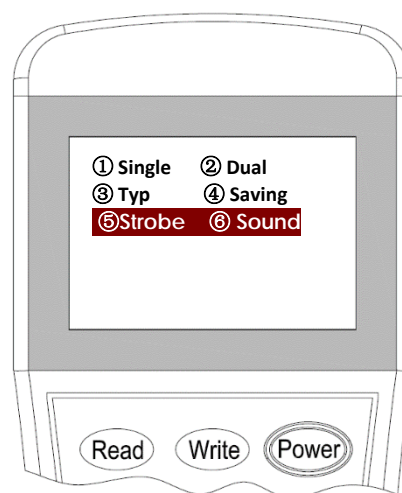 ① Single ② Dual
③ Typ ④ Saving
⑤Strobe ⑥ Sound
Read Write Power